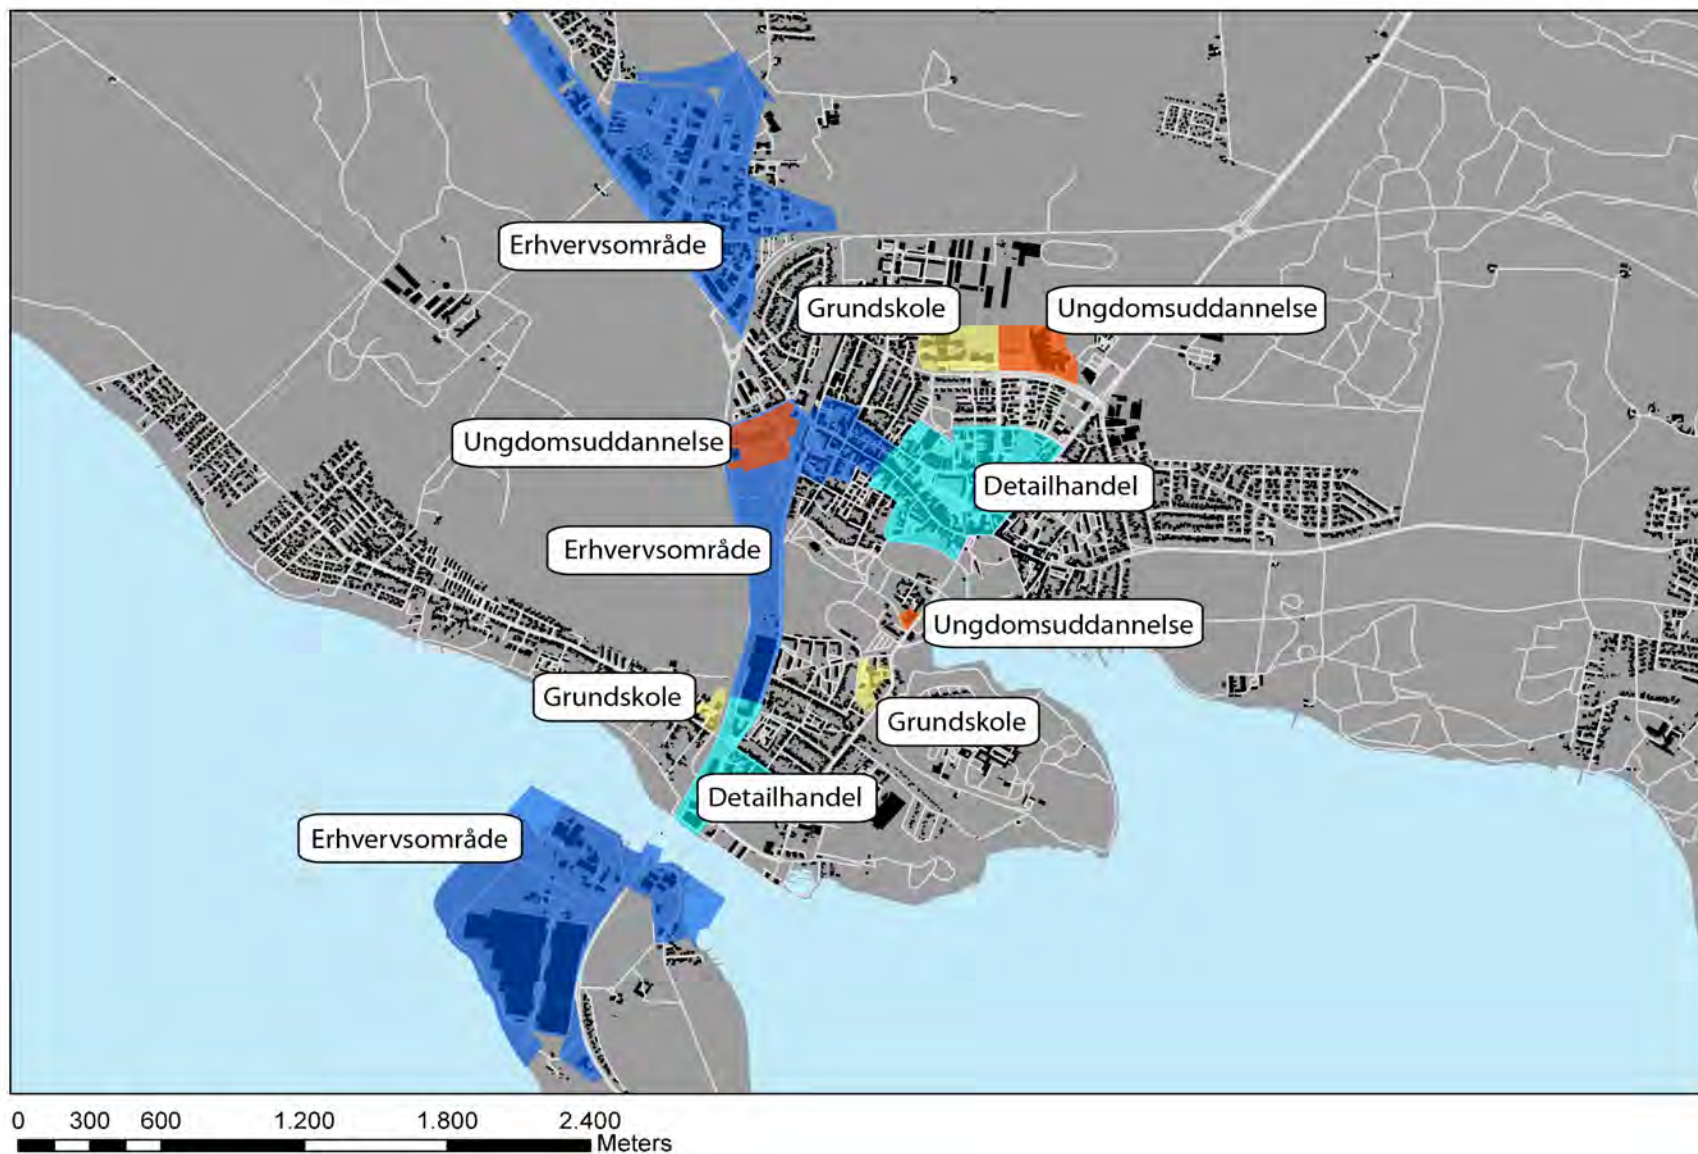 Erhvervsområde
Grundskole
Ungdomsuddannelse
Ungdomsuddannelse
Detailhandel
Erhvervsområde
Ungdomsuddannelse
Grundskole
Grundskole
Detailhandel
Erhvervsområde
0 300 600 1.200 1.800 2.400
Meters